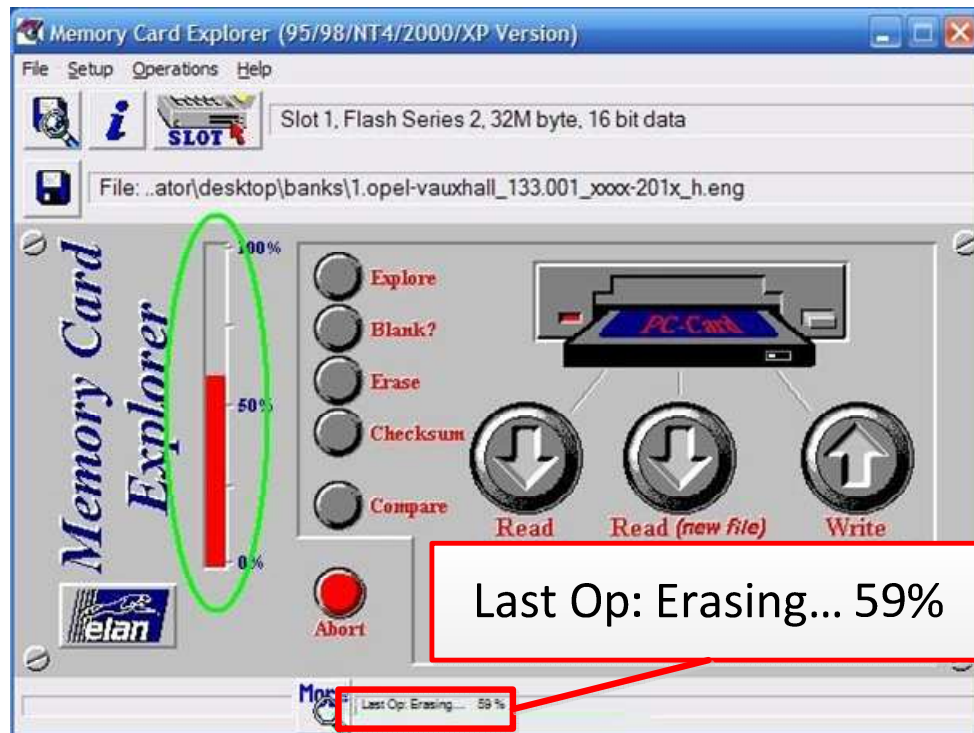 Memory Card Explorer (95/98/NT4/2000/XP Version)
File Setup Operations Help
SLOT
Slot 1, Flash Series 2, 32M byte, 16 bit data
File: ..ator\desktop\banks\1.opel-vauxhall_133.001_xxxx-201x_h.eng
Memory Card
Explorer
100%
50%
0%
Explore
Blank?
Erase
Checksum
Compare
Abort
PC-Card
Read
Read (new file)
Write
elan
Last Op: Erasing... 59%
More
Last Op: Erasing... 59 %